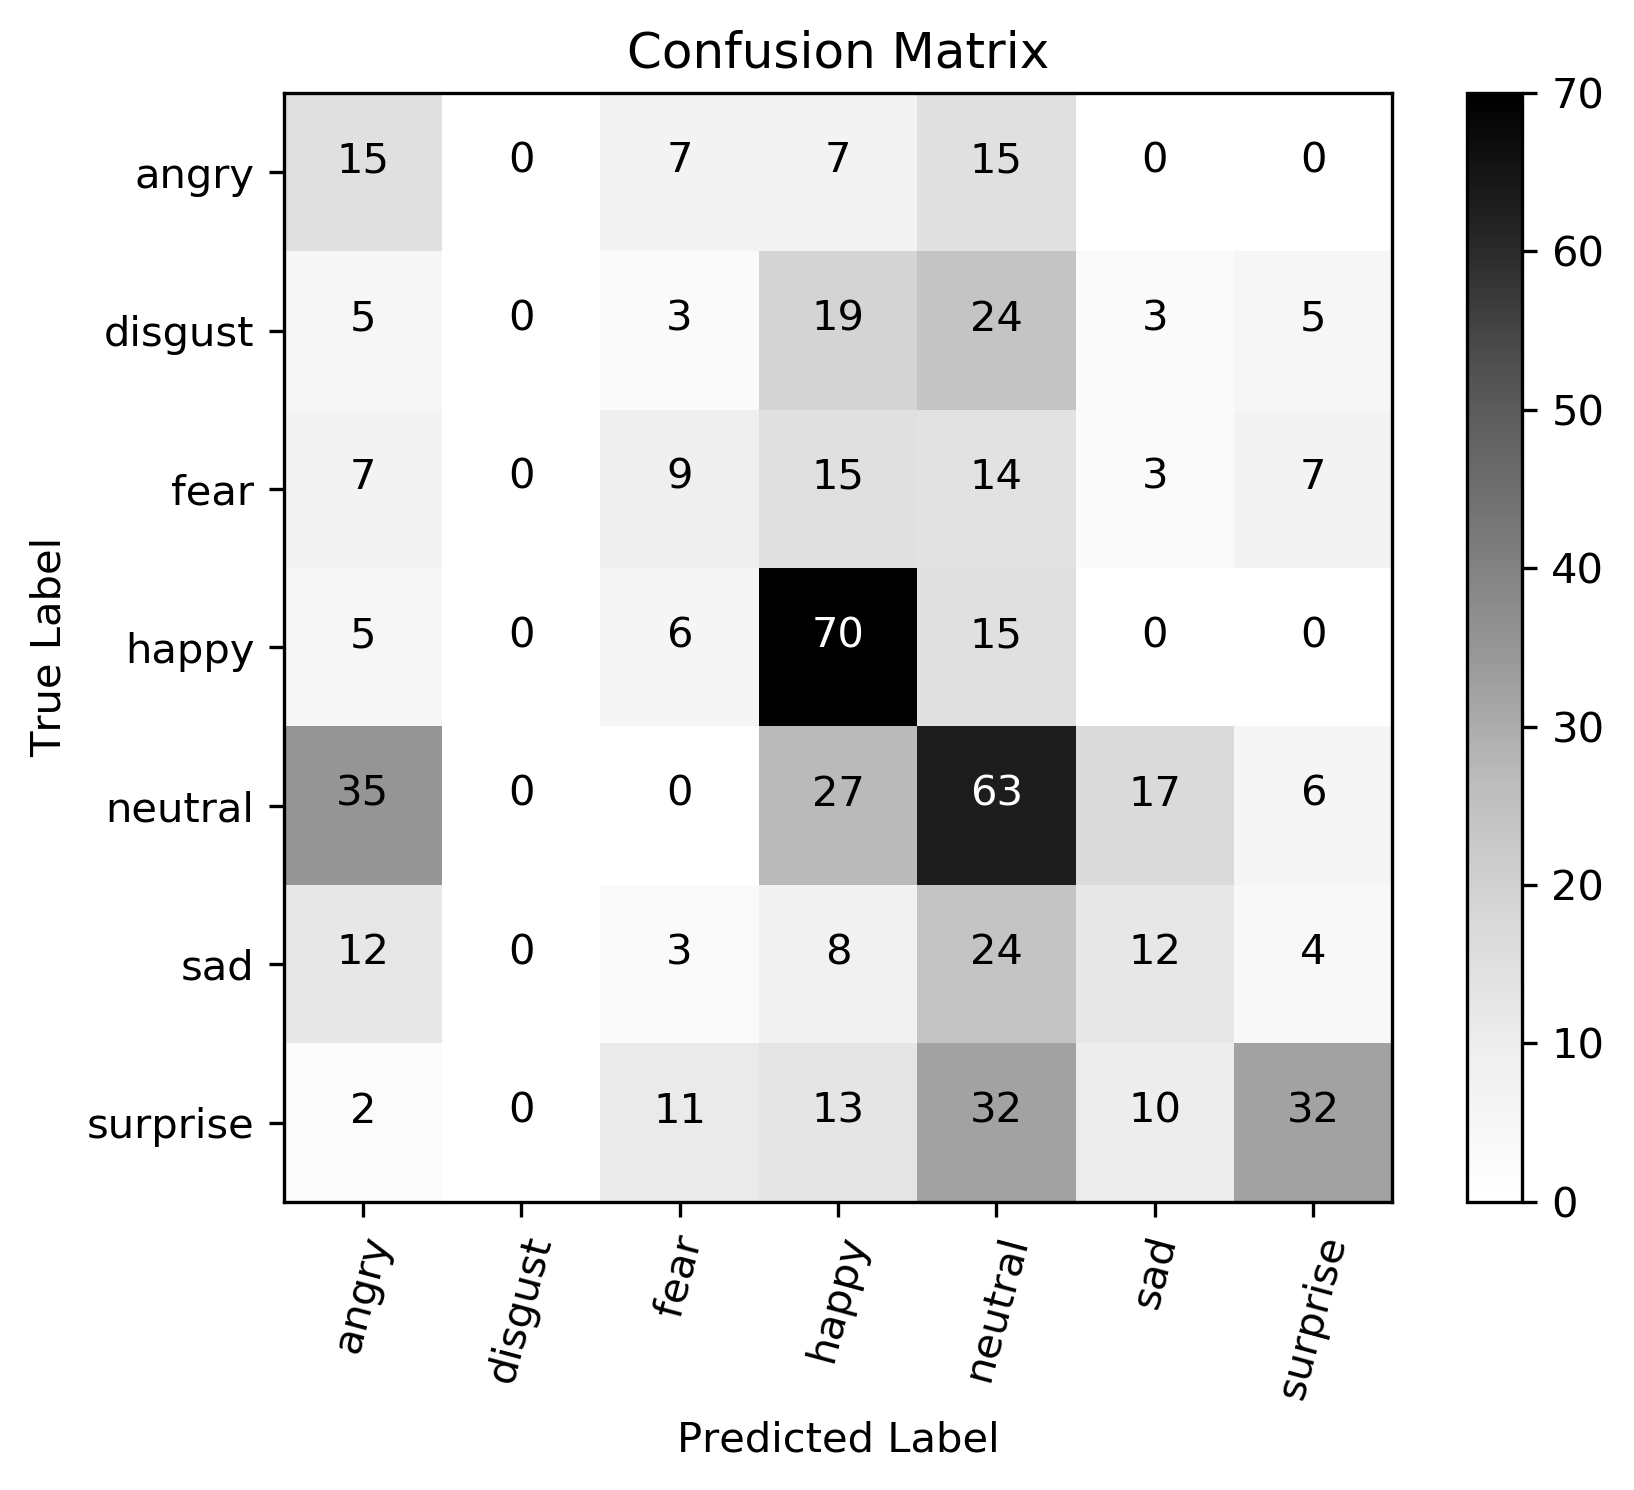 Confusion Matrix
angry 15 0 7 7 15 0 0
disgust 5 0 3 19 24 3 5
fear 7 0 9 15 14 3 7
happy 5 0 6 70 15 0 0
neutral 35 0 0 27 63 17 6
sad 12 0 3 8 24 12 4
surprise 2 0 11 13 32 10 32
True Label
angry disgust fear happy neutral sad surprise
Predicted Label
70
60
50
40
30
20
10
0